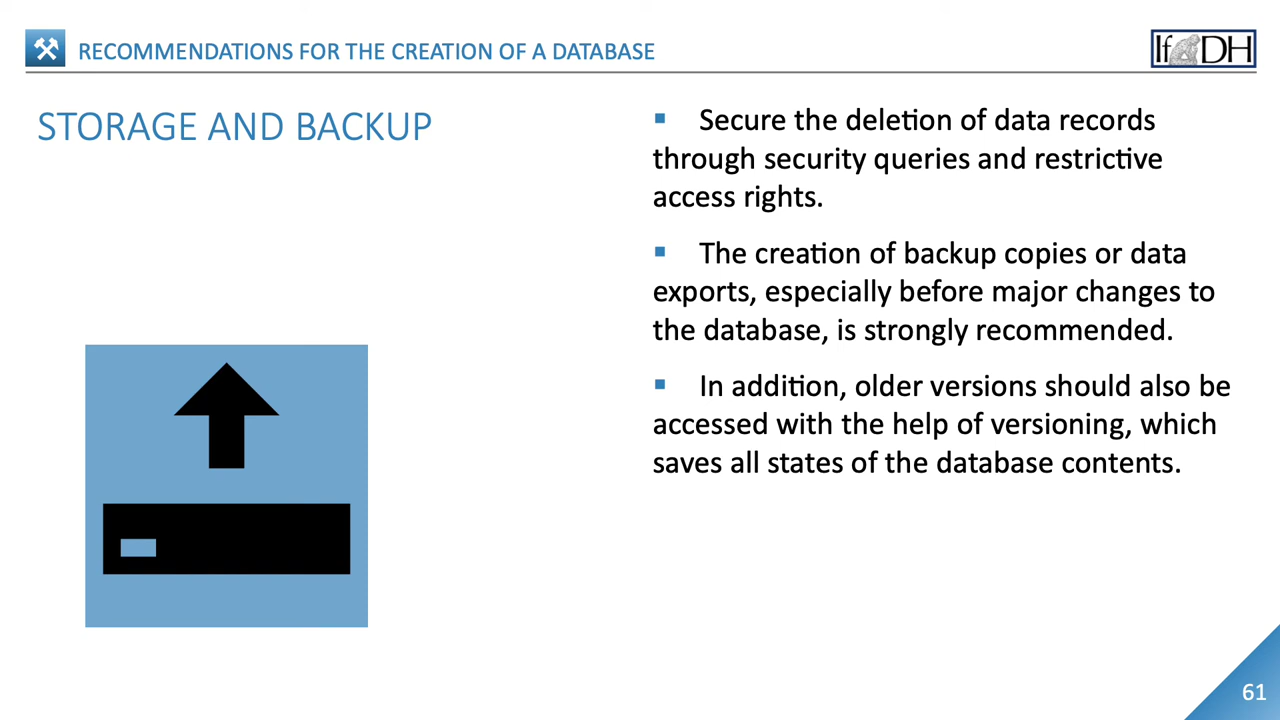 RECOMMENDATIONS FOR THE CREATION OF A DATABASE
IfDH
STORAGE AND BACKUP
▪ Secure the deletion of data records
through security queries and restrictive
access rights.
▪ The creation of backup copies or data
exports, especially before major changes to
the database, is strongly recommended.
▪ In addition, older versions should also be
accessed with the help of versioning, which
saves all states of the database contents.
61